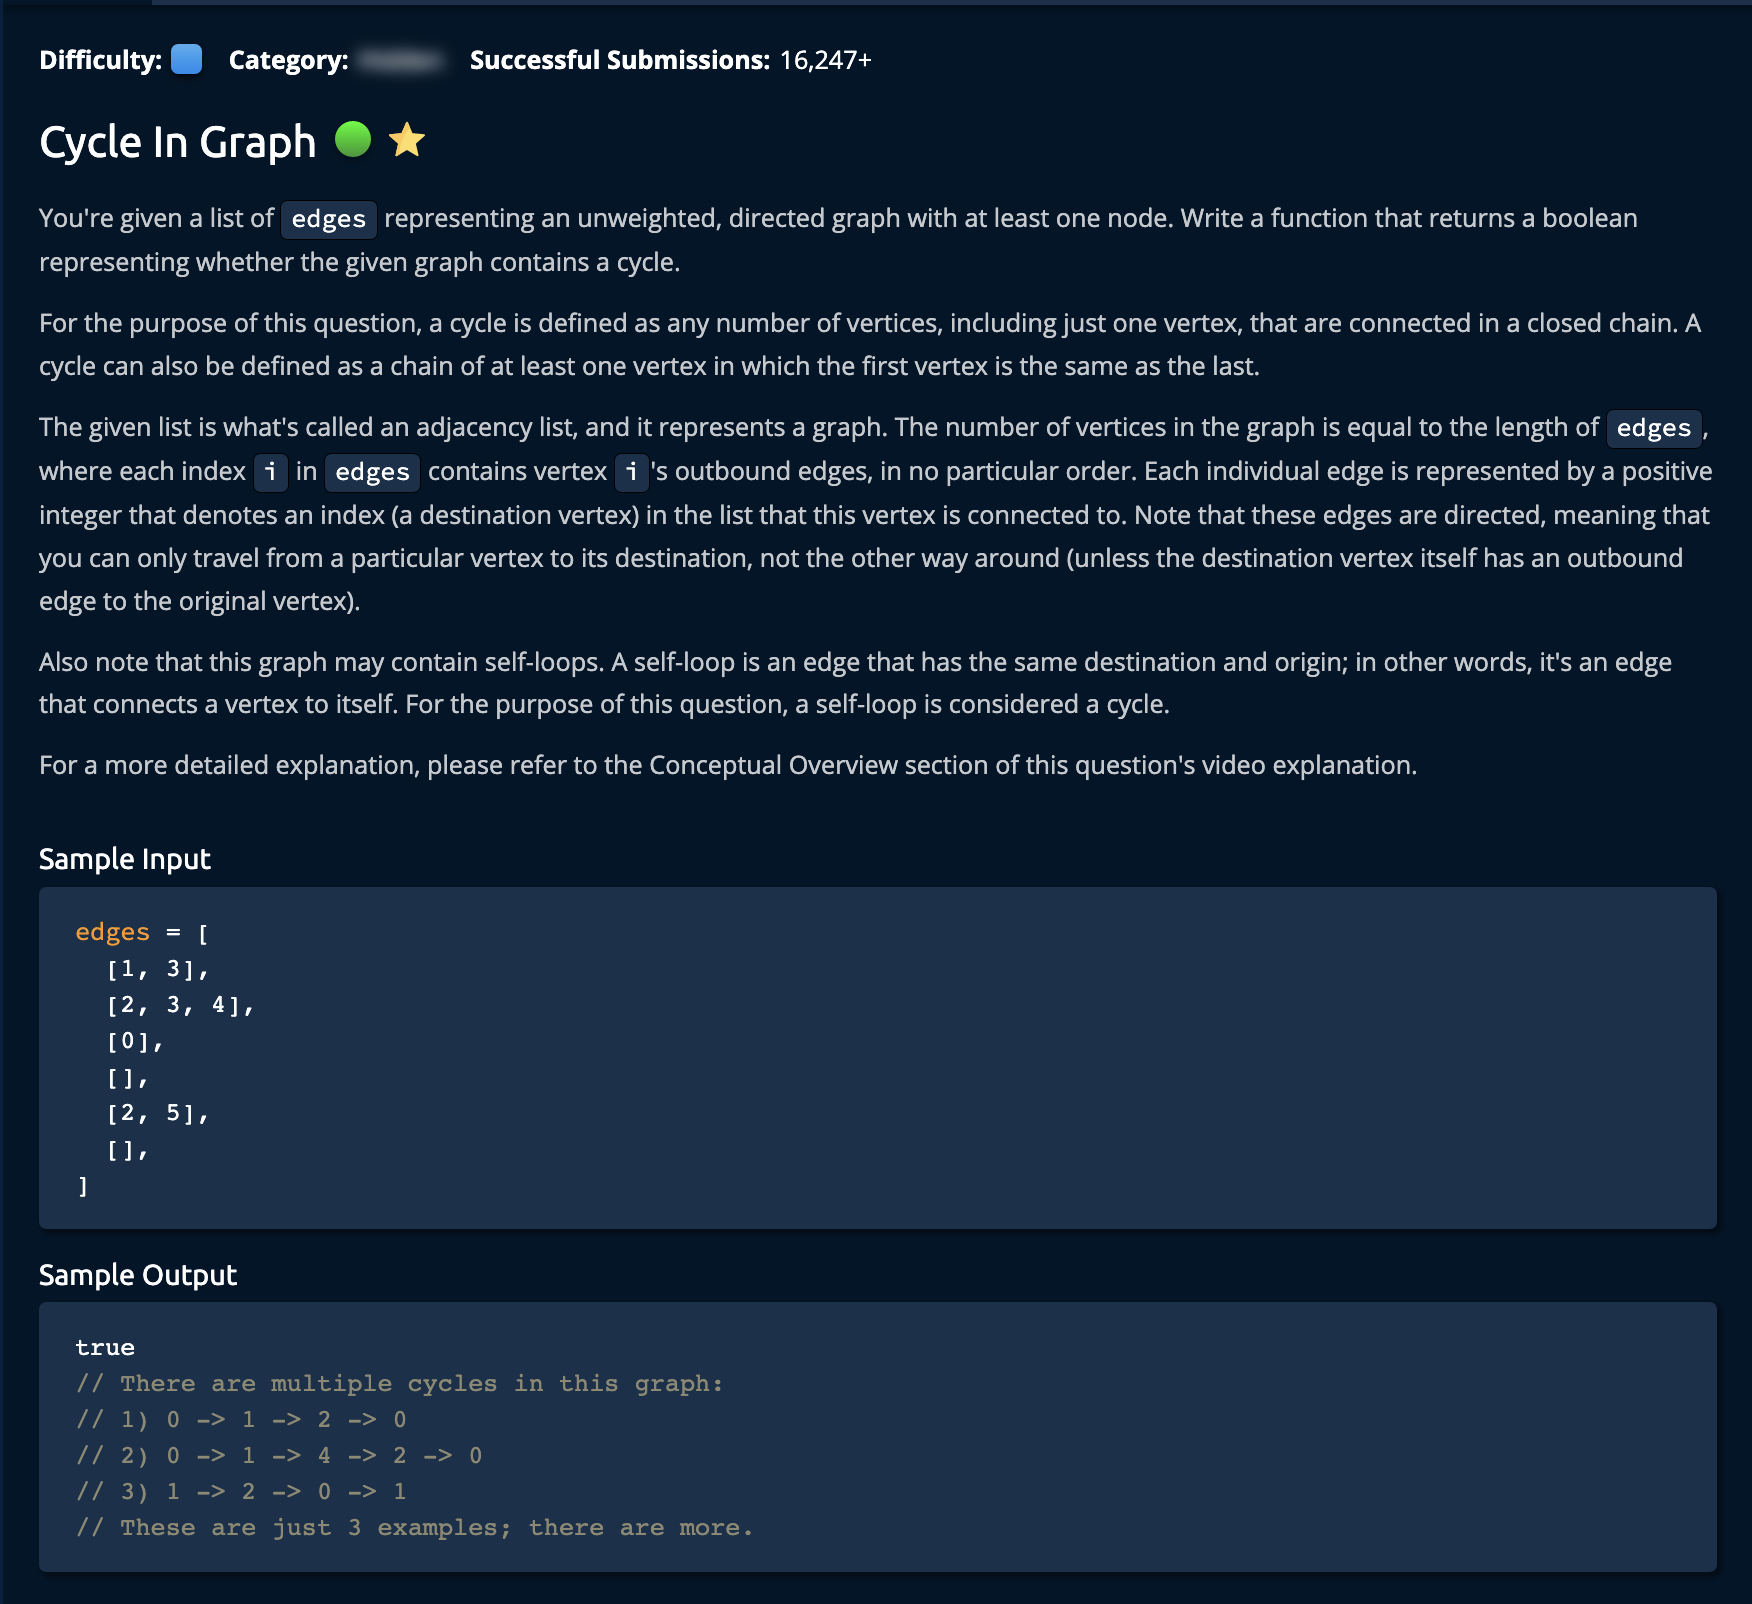 Difficulty: Category: Successful Submissions: 16,247+
Cycle In Graph
You're given a list of edges representing an unweighted, directed graph with at least one node. Write a function that returns a boolean
representing whether the given graph contains a cycle.
For the purpose of this question, a cycle is defined as any number of vertices, including just one vertex, that are connected in a closed chain. A
cycle can also be defined as a chain of at least one vertex in which the first vertex is the same as the last.
The given list is what's called an adjacency list, and it represents a graph. The number of vertices in the graph is equal to the length of edges ,
where each index i in edges contains vertex i 's outbound edges, in no particular order. Each individual edge is represented by a positive
integer that denotes an index (a destination vertex) in the list that this vertex is connected to. Note that these edges are directed, meaning that
you can only travel from a particular vertex to its destination, not the other way around (unless the destination vertex itself has an outbound
edge to the original vertex).
Also note that this graph may contain self-loops. A self-loop is an edge that has the same destination and origin; in other words, it's an edge
that connects a vertex to itself. For the purpose of this question, a self-loop is considered a cycle.
For a more detailed explanation, please refer to the Conceptual Overview section of this question's video explanation.
Sample Input
edges = [
[1, 3],
[2, 3, 4],
[0],
[],
[2, 5],
[],
]
Sample Output
true
// There are multiple cycles in this graph:
// 1) 0 -> 1 -> 2 -> 0
// 2) 0 -> 1 -> 4 -> 2 -> 0
// 3) 1 -> 2 -> 0 -> 1
// These are just 3 examples; there are more.